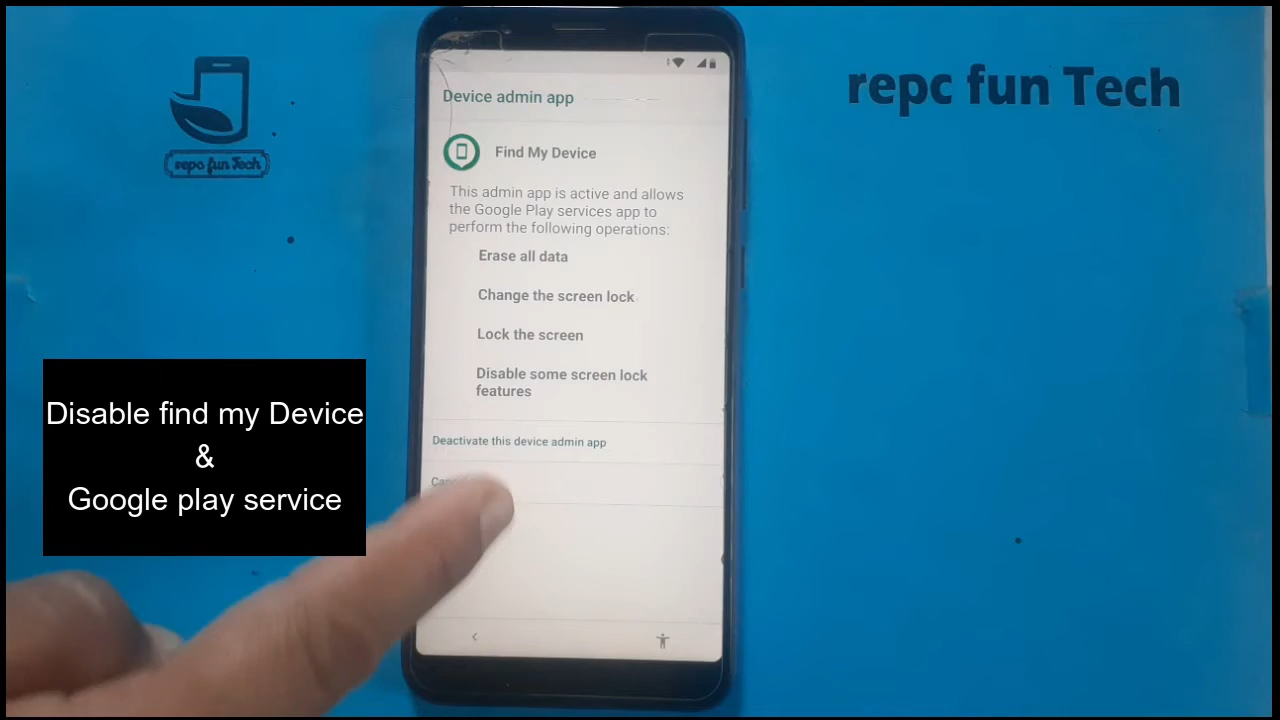 repc fun Tech
repc fun Tech
Device admin app
Find My Device
This admin app is active and allows
the Google Play services app to
perform the following operations:
Erase all data
Change the screen lock
Lock the screen
Disable some screen lock
features
Deactivate this device admin app
Disable find my Device
&
Google play service